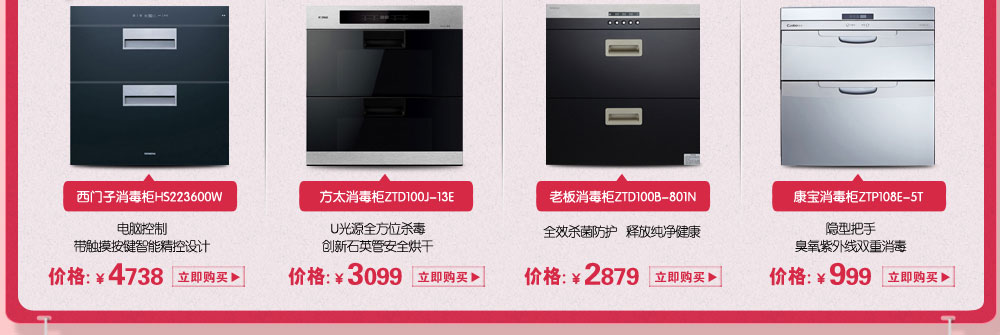 西门子消毒柜HS223600W
电脑控制
带触摸按键智能精控设计
价格:￥4738 立即购买
方太消毒柜ZTD100J-13E
U光源全方位杀毒
创新石英管安全烘干
价格:￥3099 立即购买
老板消毒柜ZTD100B-801N
全效杀菌防护 释放纯净健康
价格:￥2879 立即购买
康宝消毒柜ZTP108E-5T
隐型把手
臭氧紫外线双重消毒
价格:￥999 立即购买